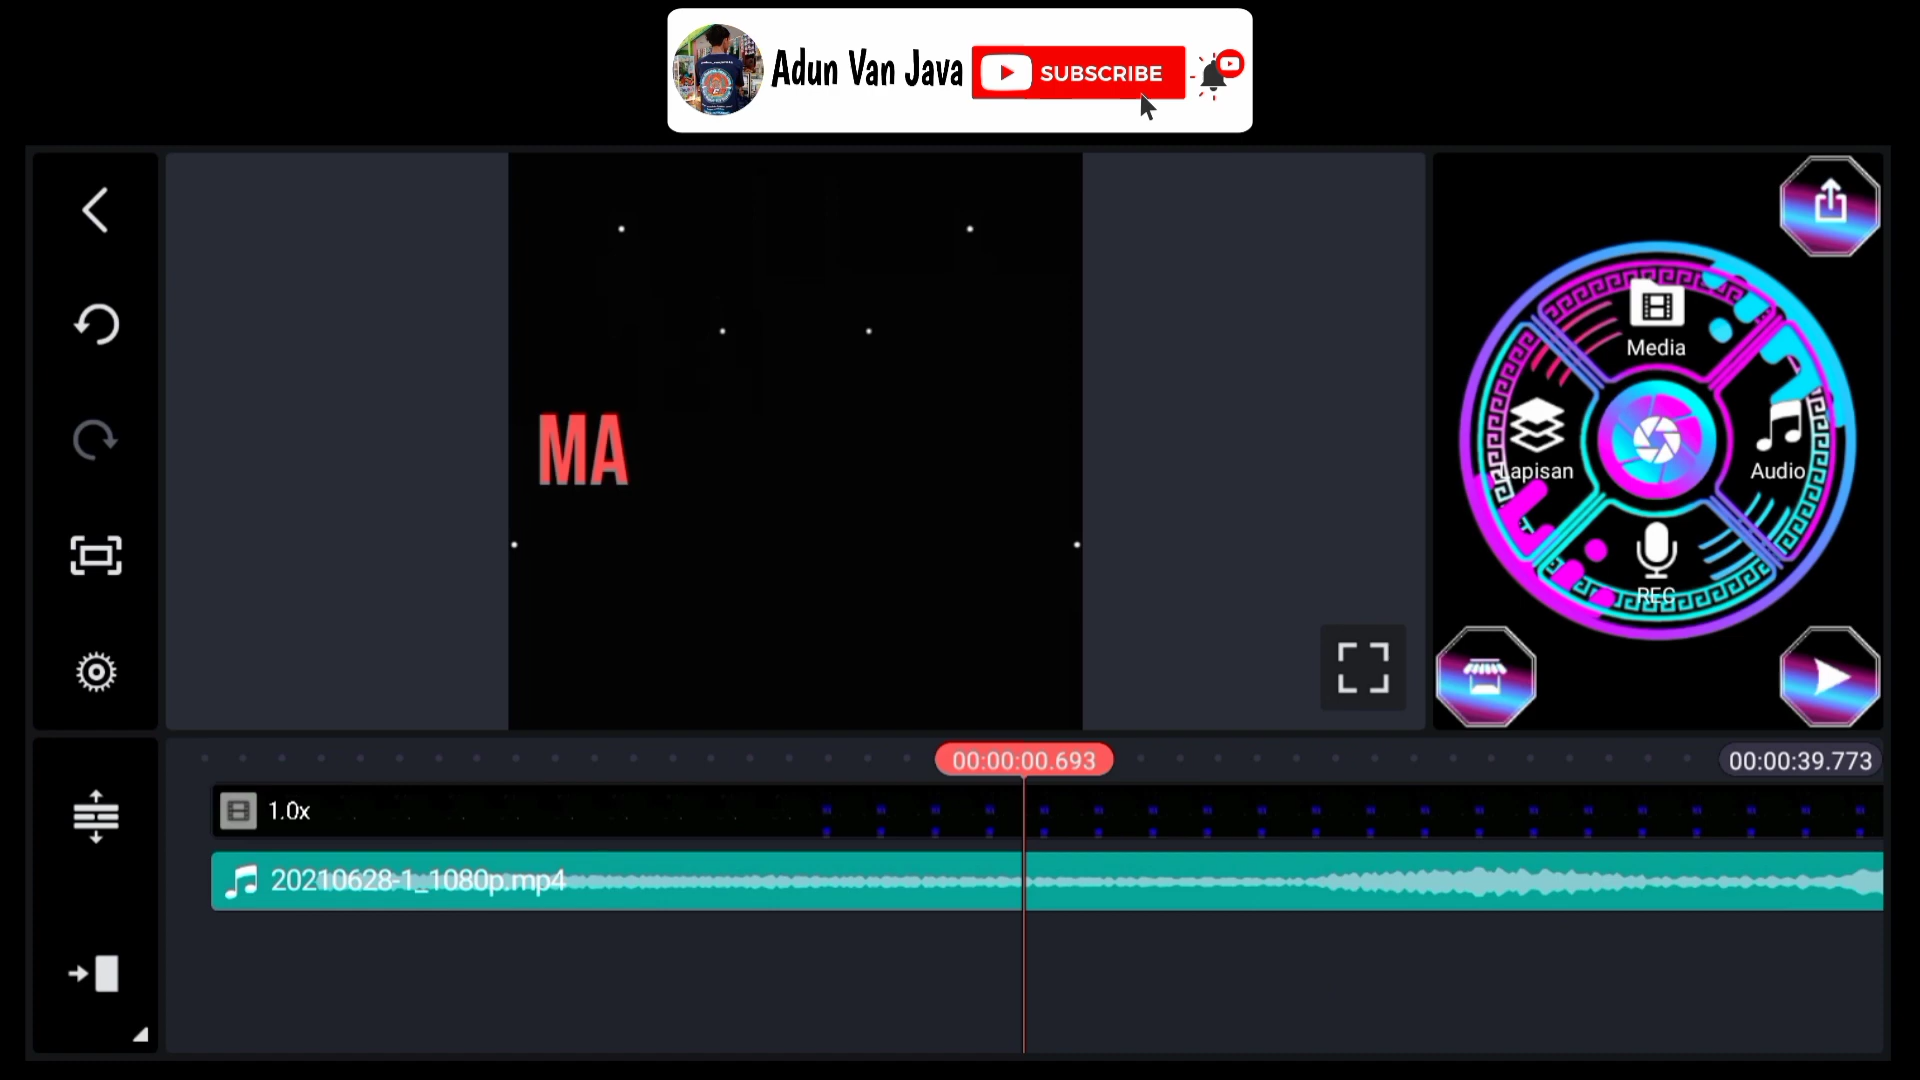 Adun Van Java
SUBSCRIBE
MA
Media
Lapisan
Audio
REC
00:00:00.693
00:00:39.773
1.0x
20210628-1_1080p.mp4